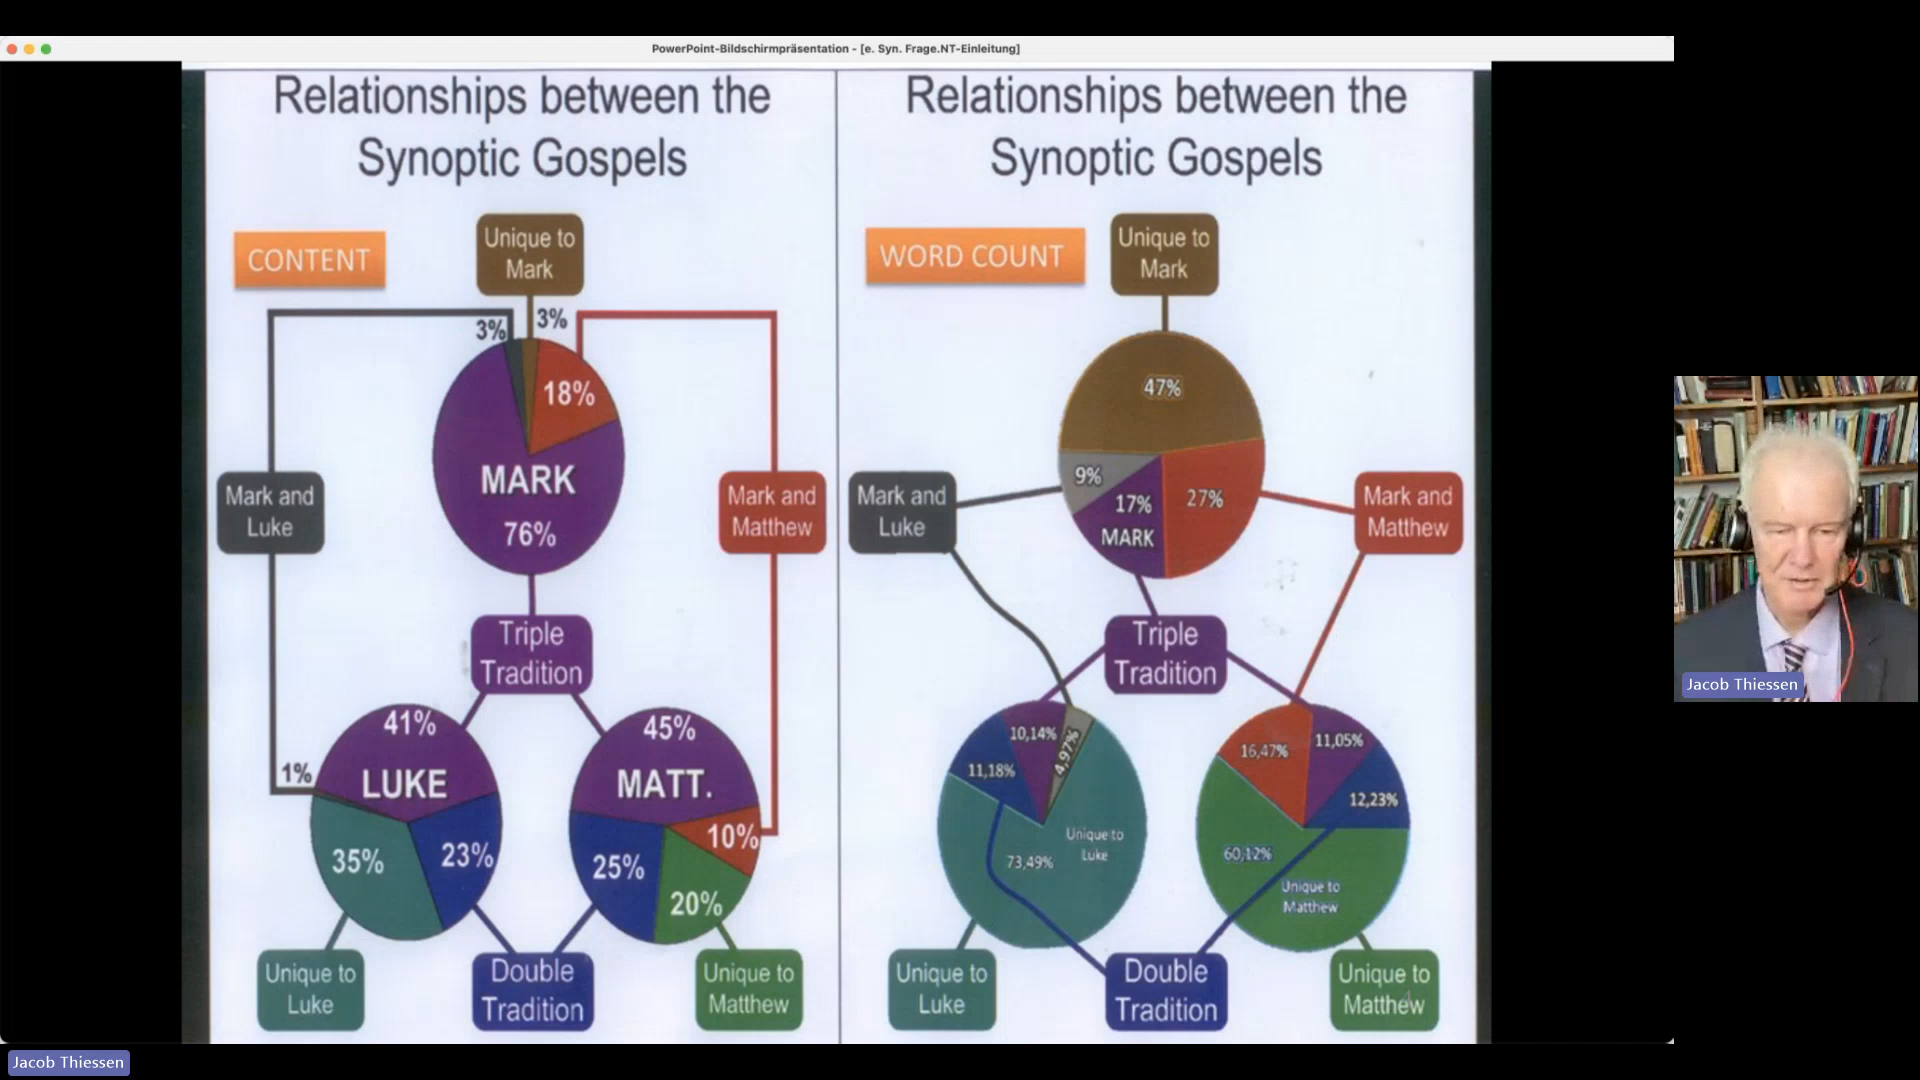 PowerPoint-Bildschirmpräsentation - [e. Syn. Frage.NT-Einleitung]
Relationships between the
Synoptic Gospels
CONTENT
Unique to
Mark
3%
3%
18%
MARK
76%
Mark and
Luke
Mark and
Matthew
Triple
Tradition
41%
LUKE
1%
35%
23%
45%
MATT.
10%
25%
20%
Unique to
Luke
Double
Tradition
Unique to
Matthew
Relationships between the
Synoptic Gospels
WORD COUNT
Unique to
Mark
47%
9%
17%
MARK
27%
Mark and
Luke
Mark and
Matthew
Triple
Tradition
10,14%
4,97%
11,18%
Unique to
Luke
73,49%
16,47%
11,05%
12,23%
60,12%
Unique to
Matthew
Unique to
Luke
Double
Tradition
Unique to
Matthew
Jacob Thiessen
Jacob Thiessen